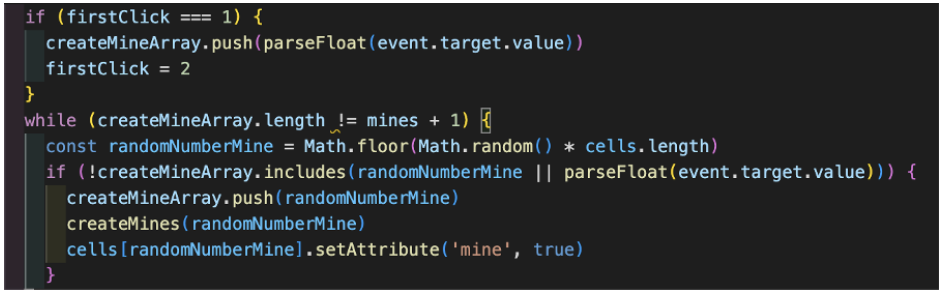 if (firstClick === 1) {
createMineArray.push(parseFloat(event.target.value))
firstClick = 2
}
while (createMineArray.length != mines + 1) {
const randomNumberMine = Math.floor(Math.random() * cells.length)
if (!createMineArray.includes(randomNumberMine || parseFloat(event.target.value))) {
createMineArray.push(randomNumberMine)
createMines(randomNumberMine)
cells[randomNumberMine].setAttribute('mine', true)
}